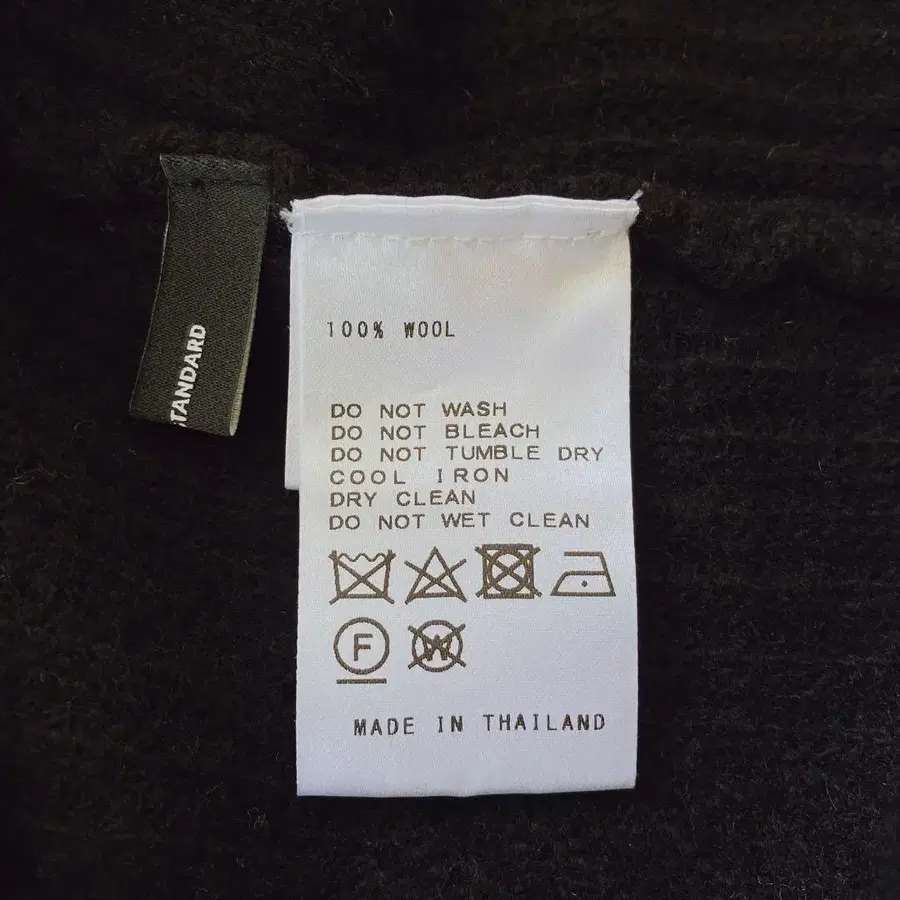 STANDARD
100% WOOL
DO NOT WASH
DO NOT BLEACH
DO NOT TUMBLE DRY
COOL IRON
DRY CLEAN
DO NOT WET CLEAN
F
W
MADE IN THAILAND